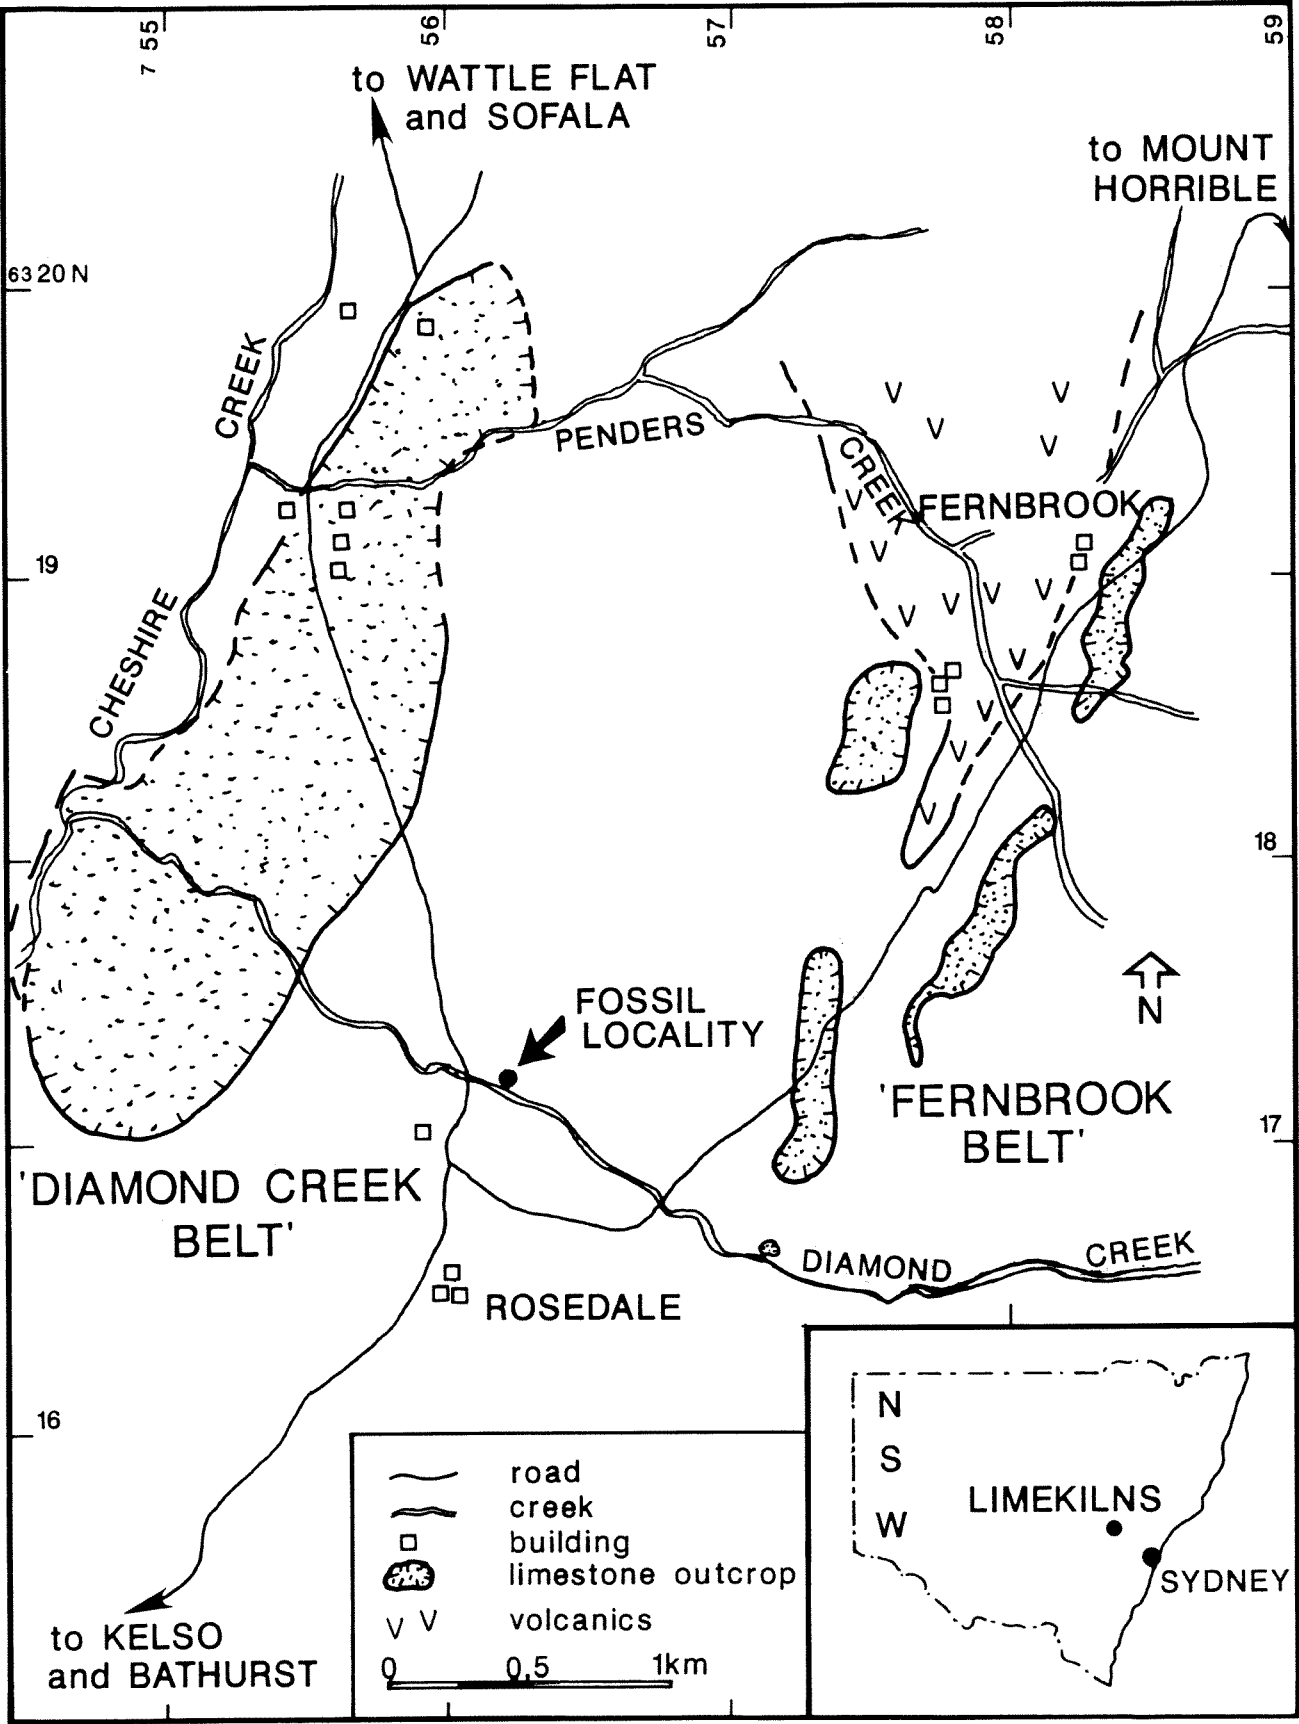 7 55
56
57
58
59
to WATTLE FLAT
and SOFALA
to MOUNT
HORRIBLE
6320N
CREEK
PENDERS
CREEK
FERNBROOK
19
CHESHIRE
18
FOSSIL
LOCALITY
N
'FERNBROOK
BELT'
17
'DIAMOND CREEK
BELT'
DIAMOND CREEK
ROSEDALE
16
road
creek
building
limestone outcrop
V V volcanics
0 0.5 1km
to KELSO
and BATHURST
N
S
W
LIMEKILNS
SYDNEY